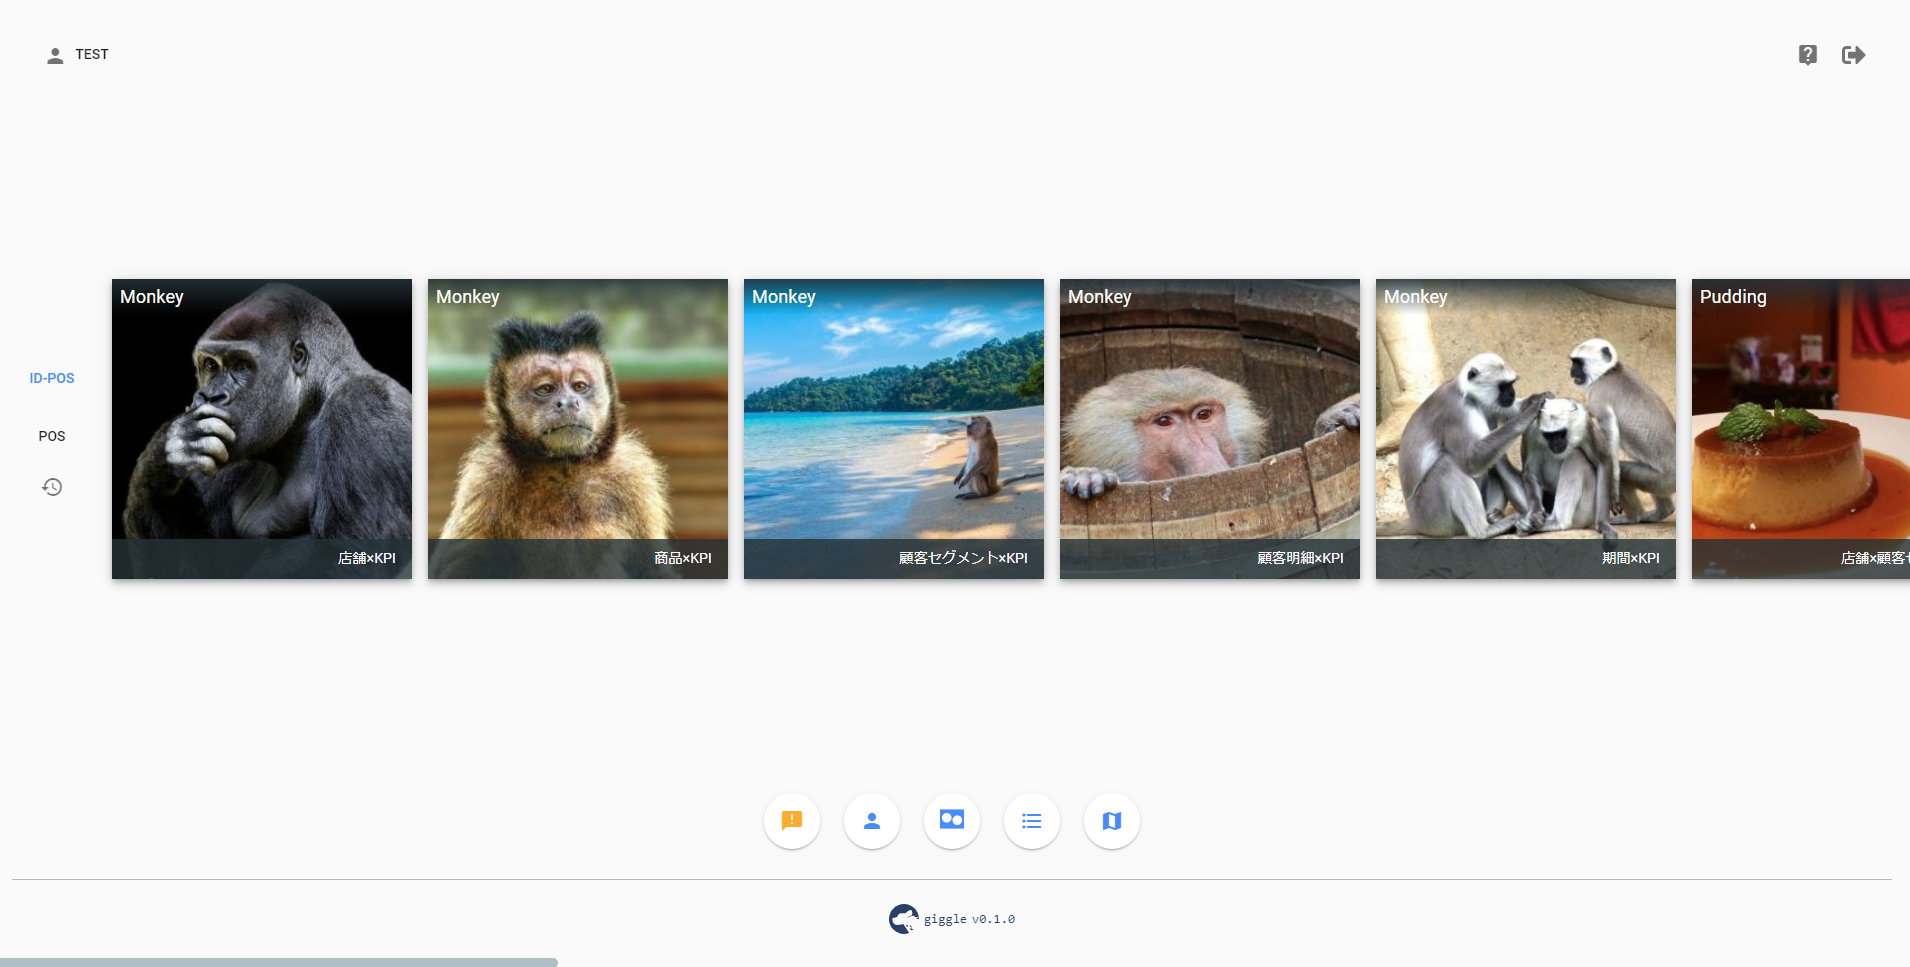 TEST
ID-POS
POS
Monkey
店舗×KPI
Monkey
商品×KPI
Monkey
顧客セグメント×KPI
Monkey
顧客明細×KPI
Monkey
期間×KPI
Pudding
店舗×顧客
giggle v0.1.0